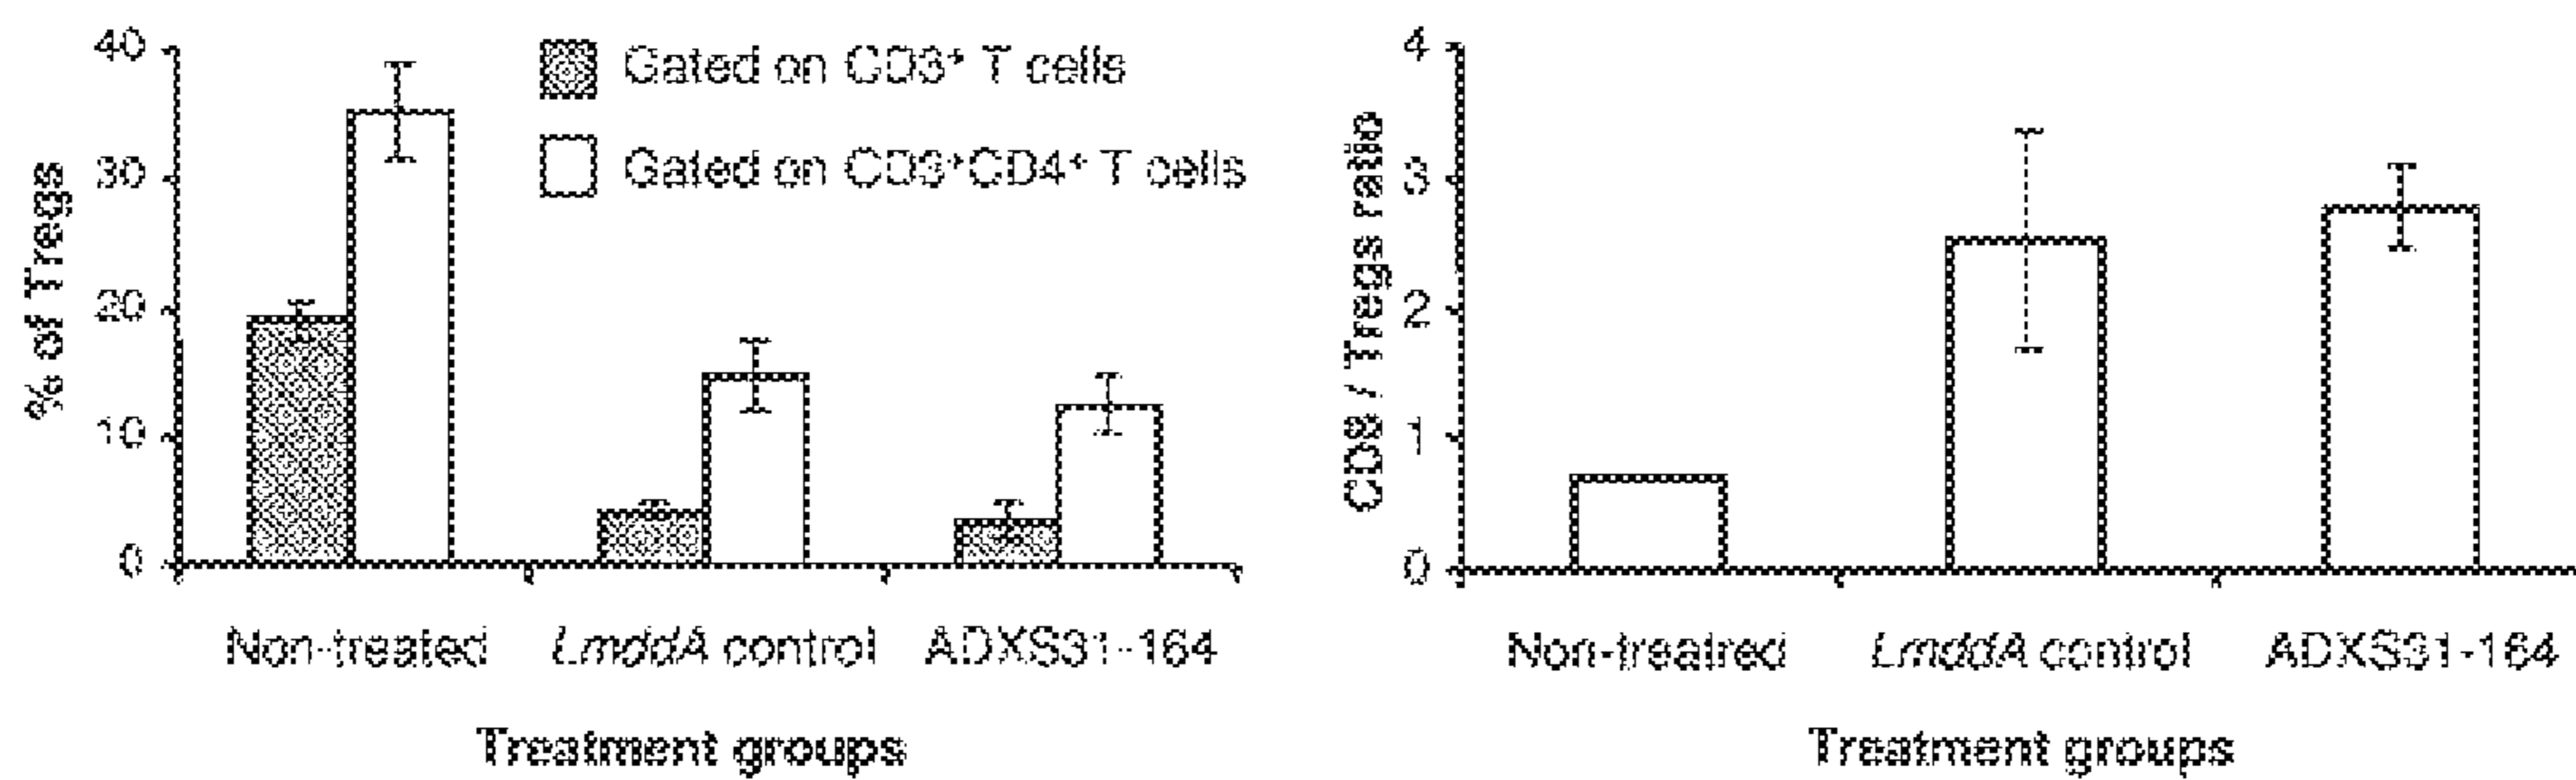 % of Tregs
40
30
20
10
0
Gated on CD3+ T cells
Gated on CD3+CD4+ T cells
Non-treated LmddA control ADXS31-164
Treatment groups
CD8 / Tregs ratio
4
3
2
1
0
Non-treatred LmddA control ADXS31-164
Treatment groups